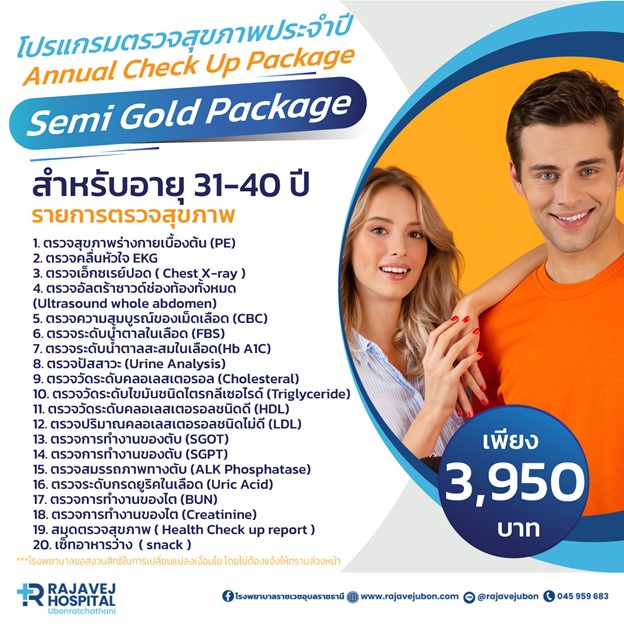 โปรแกรมตรวจสุขภาพประจำปี
Annual Check Up Package
Semi Gold Package
สำหรับอายุ 31-40 ปี
รายการตรวจสุขภาพ
1. ตรวจสุขภาพร่างกายเบื้องต้น (PE)
2. ตรวจคลื่นหัวใจ EKG
3. ตรวจเอ็กซเรย์ปอด ( Chest X-ray )
4. ตรวจอัลตร้าซาวด์ช่องท้องทั้งหมด
(Ultrasound whole abdomen)
5. ตรวจความสมบูรณ์ของเม็ดเลือด (CBC)
6. ตรวจระดับน้ำตาลในเลือด (FBS)
7. ตรวจระดับน้ำตาลสะสมในเลือด(Hb A1C)
8. ตรวจปัสสาวะ (Urine Analysis)
9. ตรวจวัดระดับคลอเลสเตอรอล (Cholesteral)
10. ตรวจวัดระดับไขมันชนิดไตรกลีเซอไรด์ (Triglyceride)
11. ตรวจวัดระดับคลอเลสเตอรอลชนิดดี (HDL)
12. ตรวจปริมาณคลอเลสเตอรอลชนิดไม่ดี (LDL)
13. ตรวจการทำงานของตับ (SGOT)
14. ตรวจการทำงานของตับ (SGPT)
15. ตรวจสมรรถภาพทางตับ (ALK Phosphatase)
16. ตรวจระดับกรดยูริคในเลือด (Uric Acid)
17. ตรวจการทำงานของไต (BUN)
18. ตรวจการทำงานของไต (Creatinine)
19. สมุดตรวจสุขภาพ ( Health Check up report )
20. เซ็ทอาหารว่าง ( snack )
เพียง
3,950
บาท
***โรงพยาบาลขอสงวนสิทธิในการเปลี่ยนแปลงเงื่อนไข โดยไม่ต้องแจ้งให้ทราบล่วงหน้า
RAJAVEJ
HOSPITAL
Ubonratchathani
โรงพยาบาลราชเวชอุบลราชธานี www.rajavejubon.com @rajavejubon 045 959 683